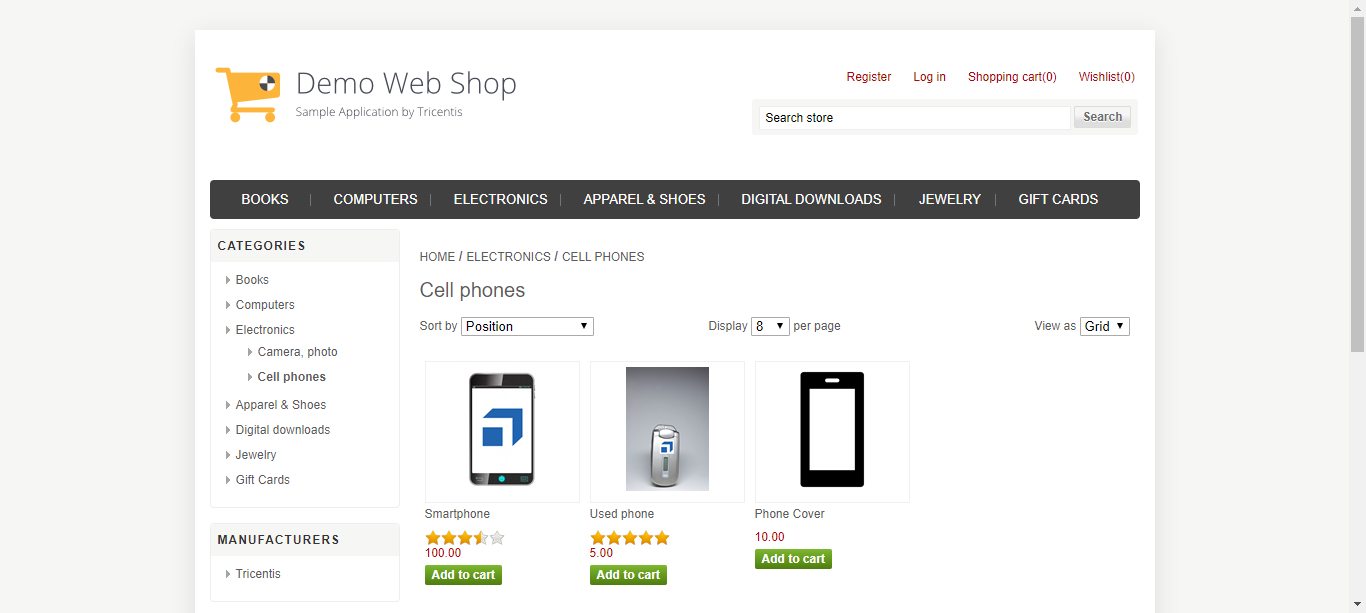 Demo Web Shop
Sample Application by Tricentis
Register Log in Shopping cart(0) Wishlist(0)
Search store Search
BOOKS COMPUTERS ELECTRONICS APPAREL & SHOES DIGITAL DOWNLOADS JEWELRY GIFT CARDS
CATEGORIES
Books
Computers
Electronics
Camera, photo
Cell phones
Apparel & Shoes
Digital downloads
Jewelry
Gift Cards
MANUFACTURERS
Tricentis
HOME / ELECTRONICS / CELL PHONES
Cell phones
Sort by Position Display 8 per page View as Grid
Smartphone
100.00
Add to cart
Used phone
5.00
Add to cart
Phone Cover
10.00
Add to cart